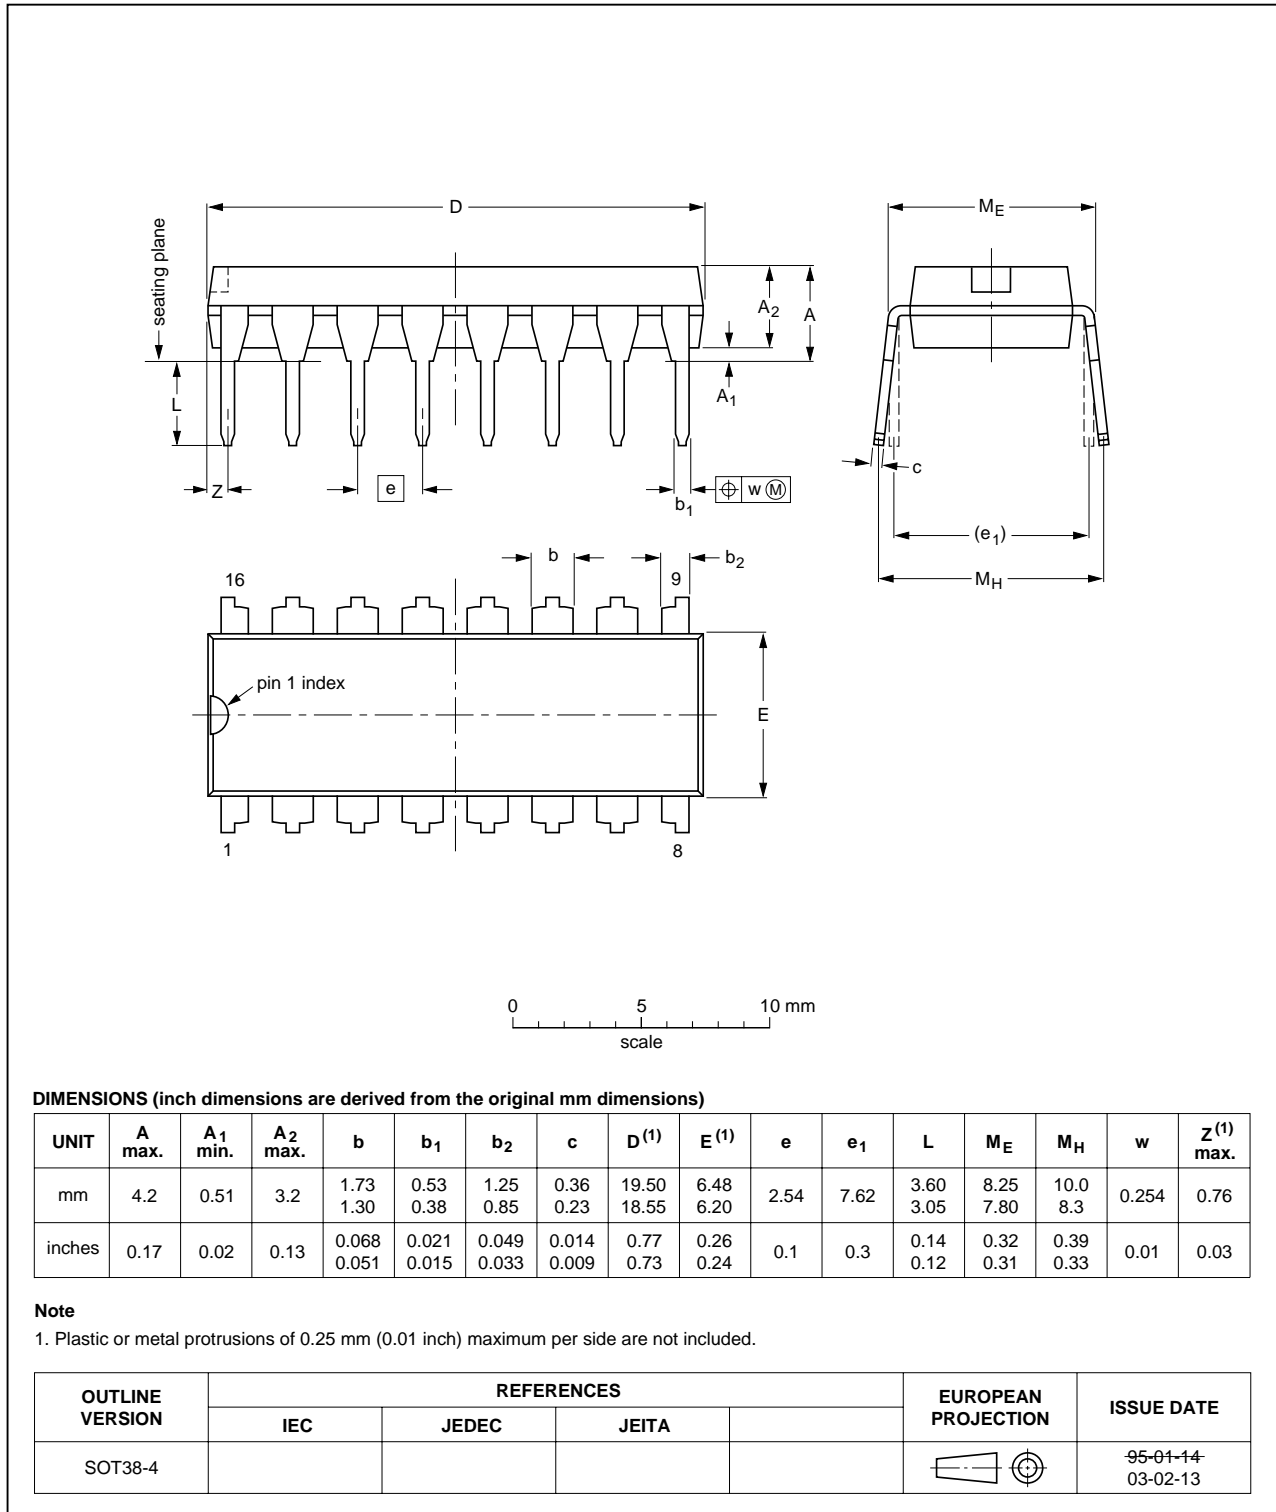 D
M_E
seating plane
A_2
A
A_1
L
c
Z
e
b_1
w M
(e_1)
M_H
b
b_2
16
9
pin 1 index
E
1
8
0 5 10 mm
scale
DIMENSIONS (inch dimensions are derived from the original mm dimensions)
UNIT A max. A1 min. A2 max. b b1 b2 c D(1) E(1) e e1 L ME MH w Z(1) max.
mm 4.2 0.51 3.2 1.73 1.30 0.53 0.38 1.25 0.85 0.36 0.23 19.50 18.55 6.48 6.20 2.54 7.62 3.60 3.05 8.25 7.80 10.0 8.3 0.254 0.76
inches 0.17 0.02 0.13 0.068 0.051 0.021 0.015 0.049 0.033 0.014 0.009 0.77 0.73 0.26 0.24 0.1 0.3 0.14 0.12 0.32 0.31 0.39 0.33 0.01 0.03
Note
1. Plastic or metal protrusions of 0.25 mm (0.01 inch) maximum per side are not included.
OUTLINE VERSION REFERENCES EUROPEAN PROJECTION ISSUE DATE
IEC JEDEC JEITA
SOT38-4 95-01-14
03-02-13